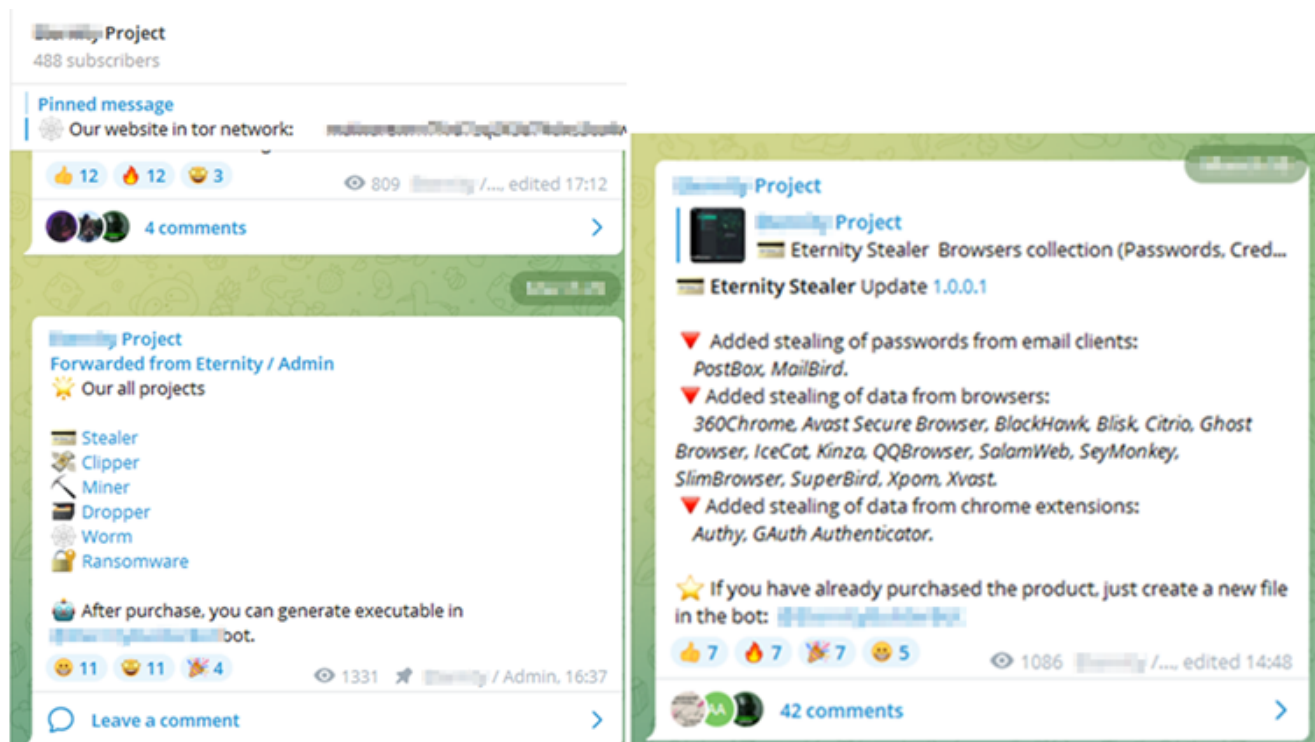 Project
488 subscribers
Pinned message
Our website in tor network:
12 12 3
809 /..., edited 17:12
4 comments
Project
Forwarded from Eternity / Admin
Our all projects
Stealer
Clipper
Miner
Dropper
Worm
Ransomware
After purchase, you can generate executable in
bot.
11 11 4
1331 / Admin, 16:37
Leave a comment
Project
Project
Eternity Stealer Browsers collection (Passwords, Cred...
Eternity Stealer Update 1.0.0.1
Added stealing of passwords from email clients:
PostBox, MailBird.
Added stealing of data from browsers:
360Chrome, Avast Secure Browser, BlackHawk, Blisk, Citrio, Ghost
Browser, IceCat, Kinza, QQBrowser, SalamWeb, SeyMonkey,
SlimBrowser, SuperBird, Xpom, Xvast.
Added stealing of data from chrome extensions:
Authy, GAuth Authenticator.
If you have already purchased the product, just create a new file
in the bot:
7 7 7 5
1086 /..., edited 14:48
AA
42 comments